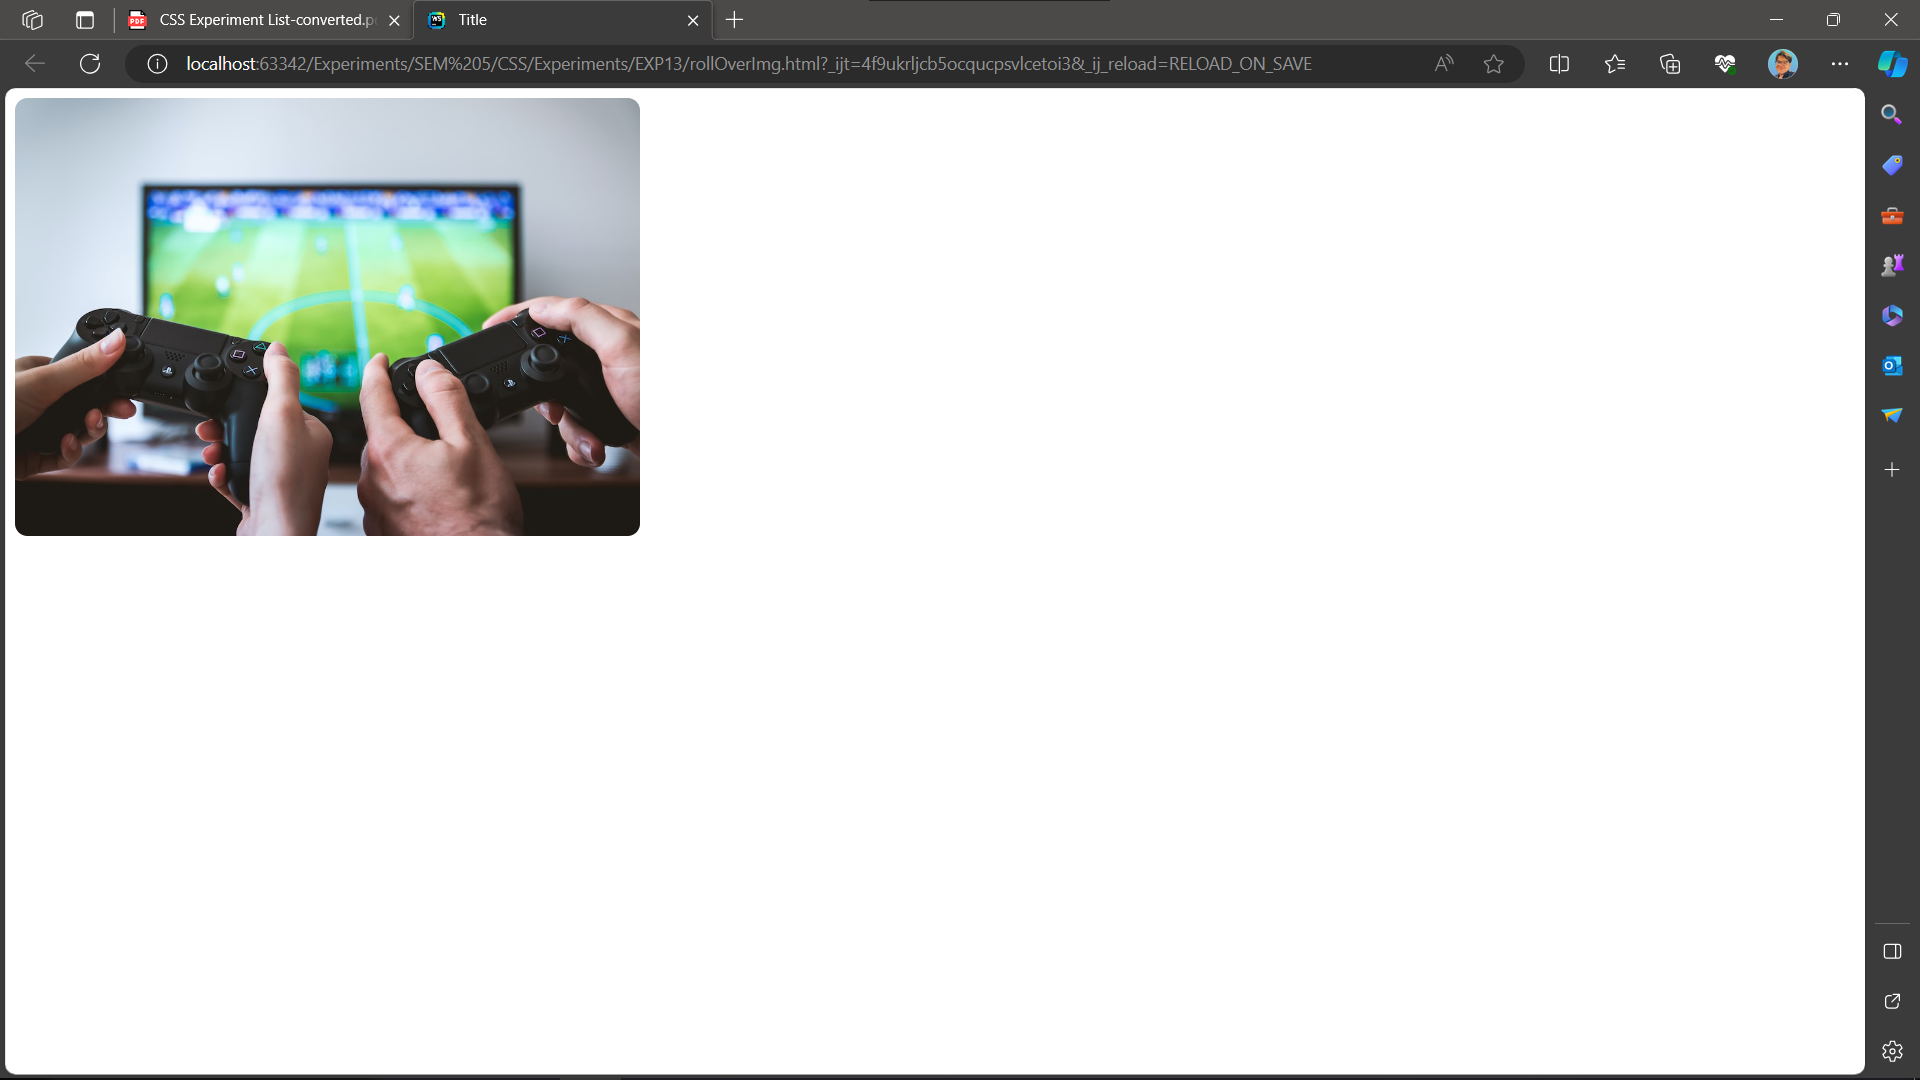 CSS Experiment List-converted.p
Title
localhost:63342/Experiments/SEM%205/CSS/Experiments/EXP13/rollOverImg.html?_ijt=4f9ukrljcb5ocqucpsvlcetoi3&_ij_reload=RELOAD_ON_SAVE